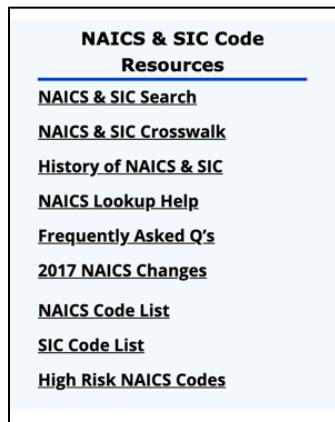 NAICS & SIC Code
Resources
NAICS & SIC Search
NAICS & SIC Crosswalk
History of NAICS & SIC
NAICS Lookup Help
Frequently Asked Q's
2017 NAICS Changes
NAICS Code List
SIC Code List
High Risk NAICS Codes